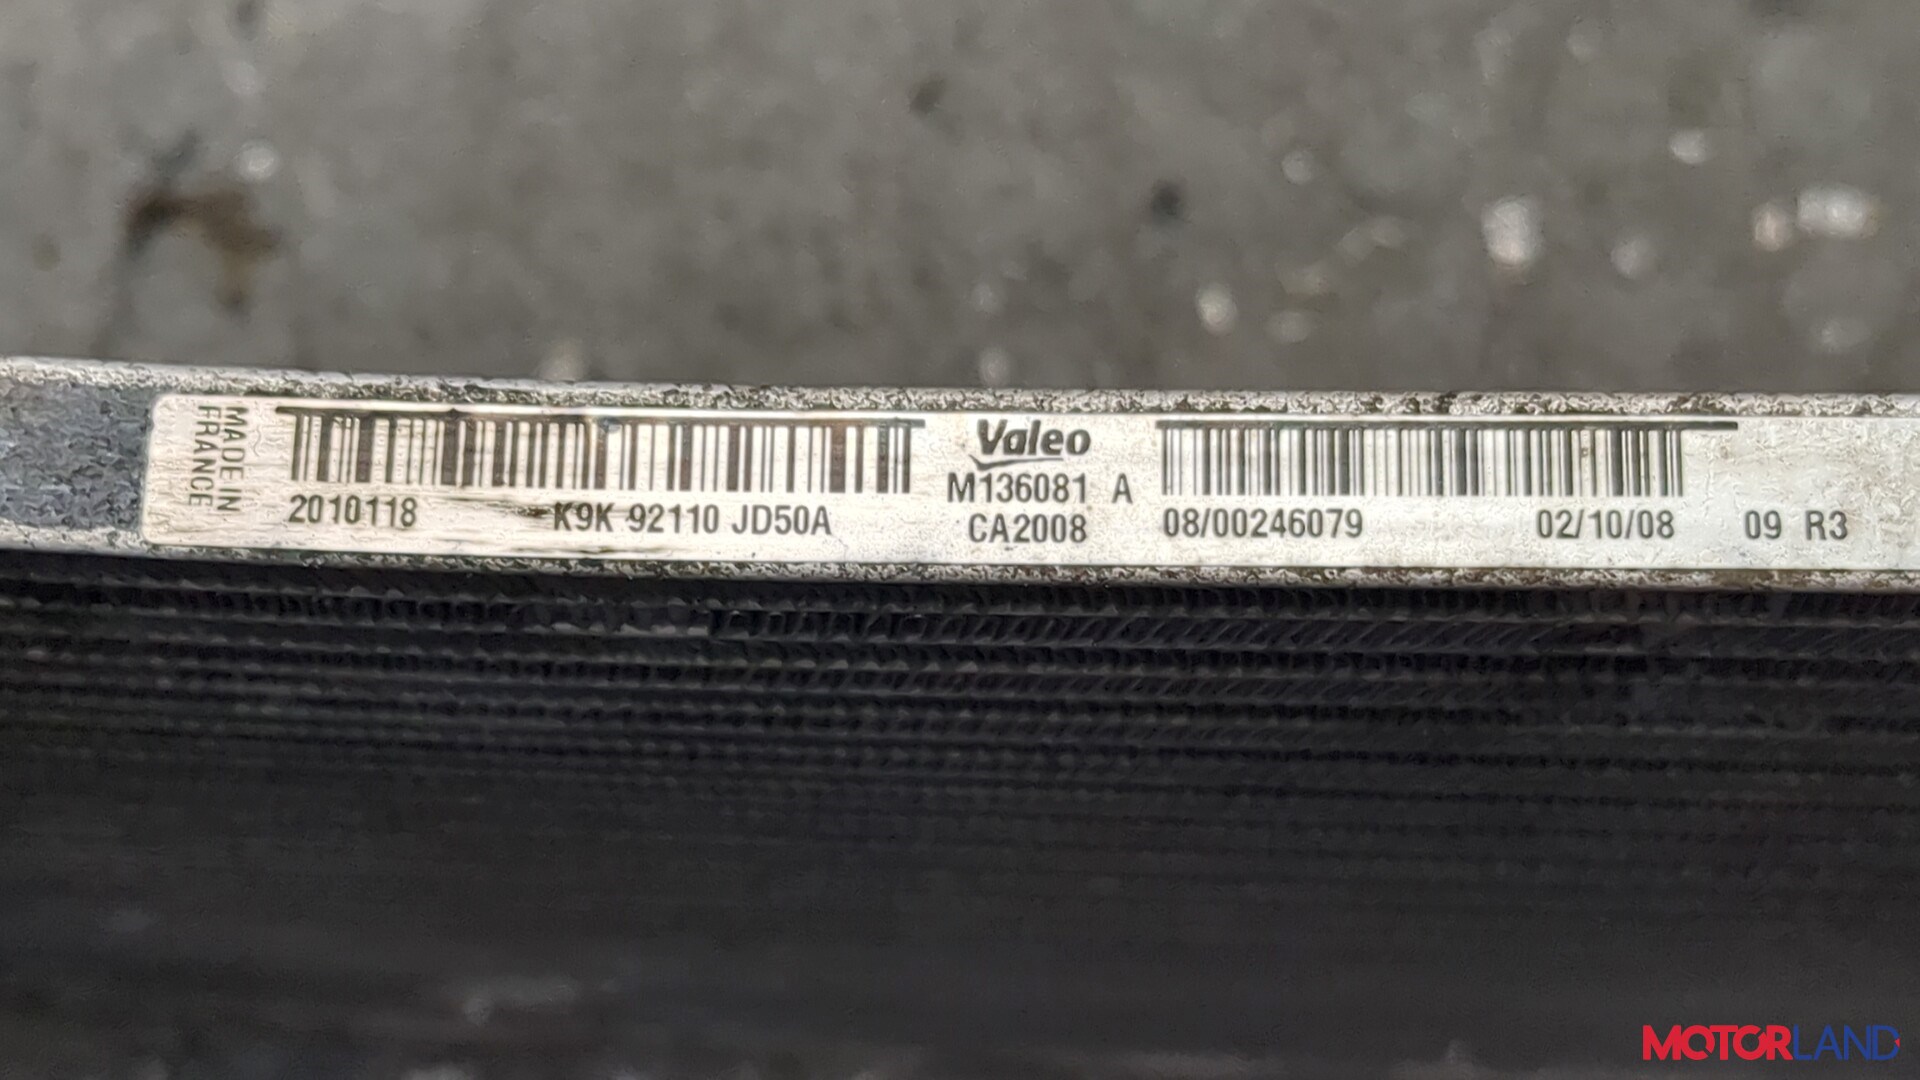 MADE IN
FRANCE
2010118 K9K 92110 JD50A
Valeo
M136081 A
CA2008
08/00246079 02/10/08 09 R3
MOTORLAND